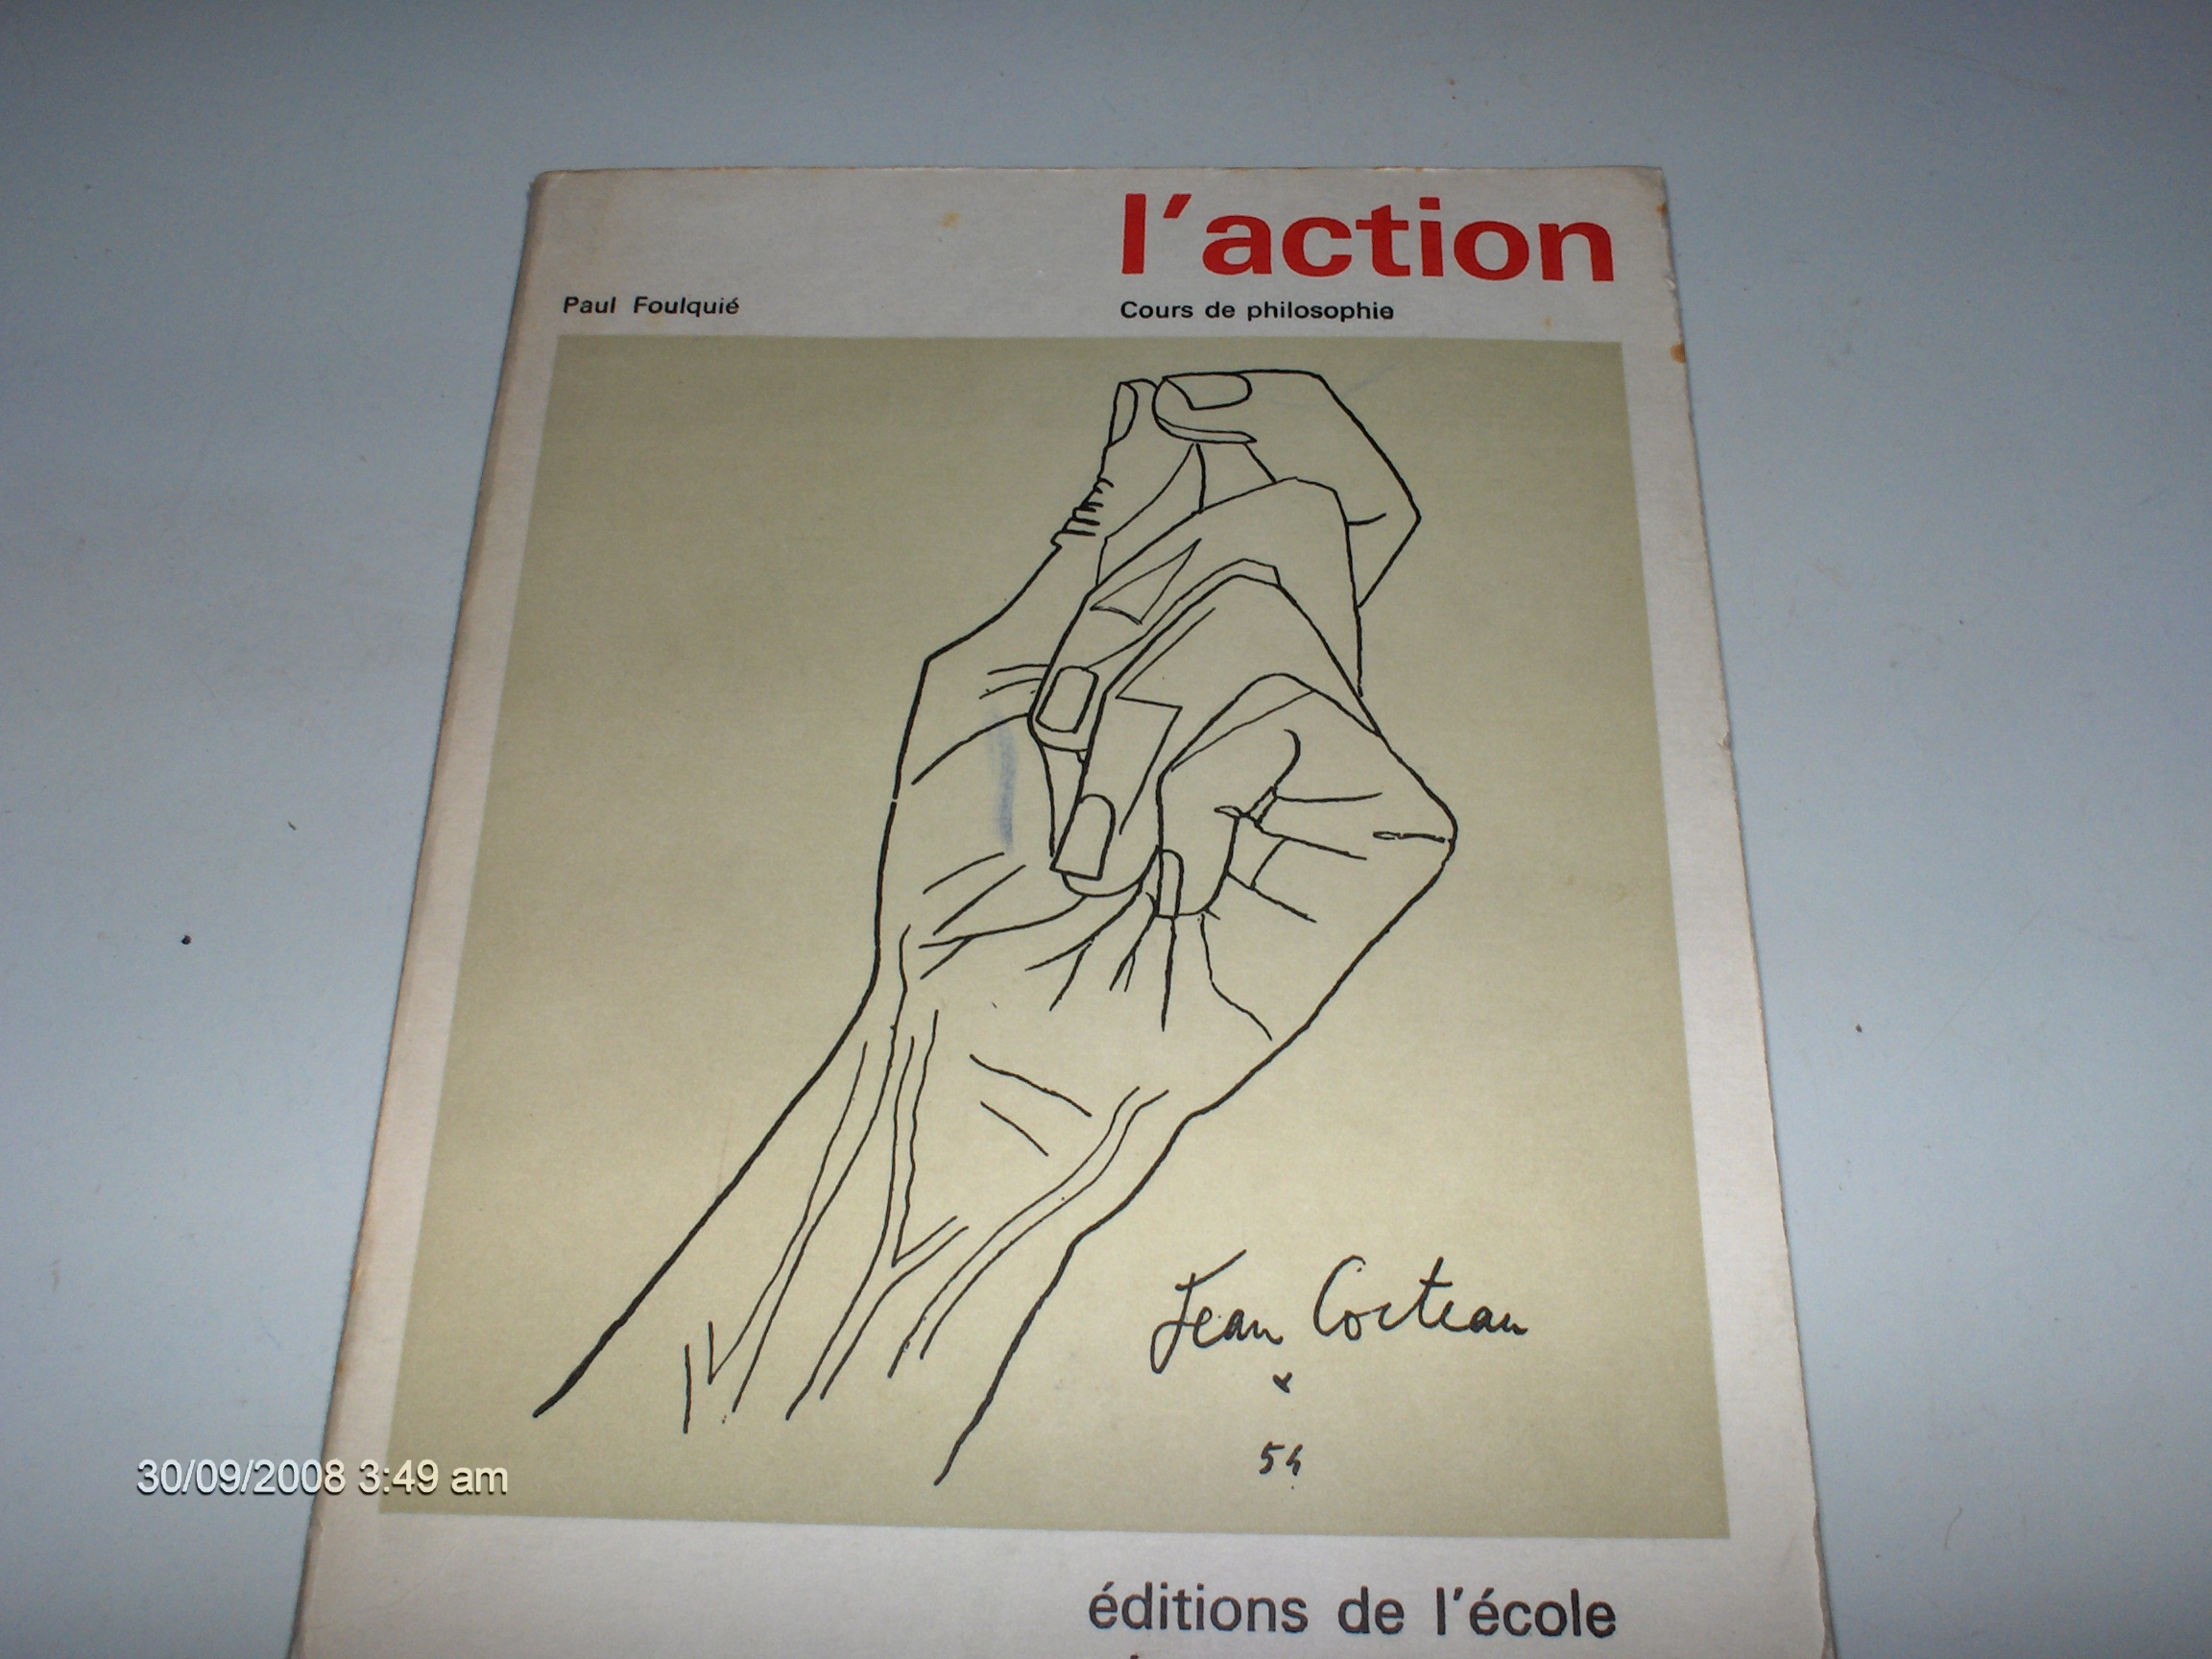 l'action
Paul Foulquié
Cours de philosophie
Jean Cocteau
54
30/09/2008 3:49 am
éditions de l'école